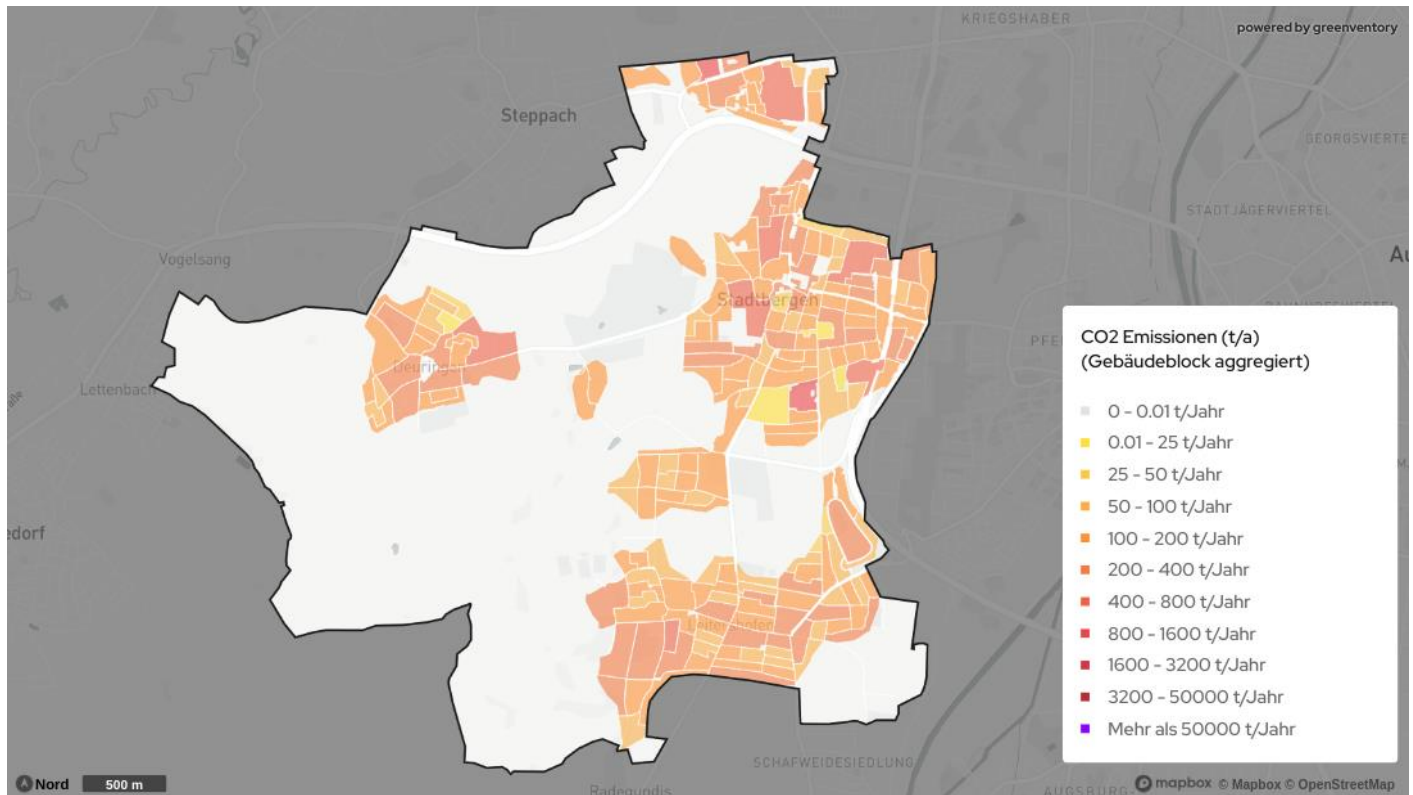 KRIEGSHABER
powered by greenventory
Steppach
GEORGSVIERTE
STADTJÄGERVIERTEL
Vogelsang
Au
Stadtbergen
PFE
CO2 Emissionen (t/a)
(Gebäudeblock aggregiert)
Deuringen
Lettenbach
0 - 0.01 t/Jahr
0.01 - 25 t/Jahr
25 - 50 t/Jahr
50 - 100 t/Jahr
edorf
100 - 200 t/Jahr
200 - 400 t/Jahr
400 - 800 t/Jahr
Leitershofen
800 - 1600 t/Jahr
1600 - 3200 t/Jahr
3200 - 50000 t/Jahr
Mehr als 50000 t/Jahr
SCHAFWEIDESIEDLUNG
Nord 500 m
Radegundis
AUGSBURG-
mapbox © Mapbox © OpenStreetMap